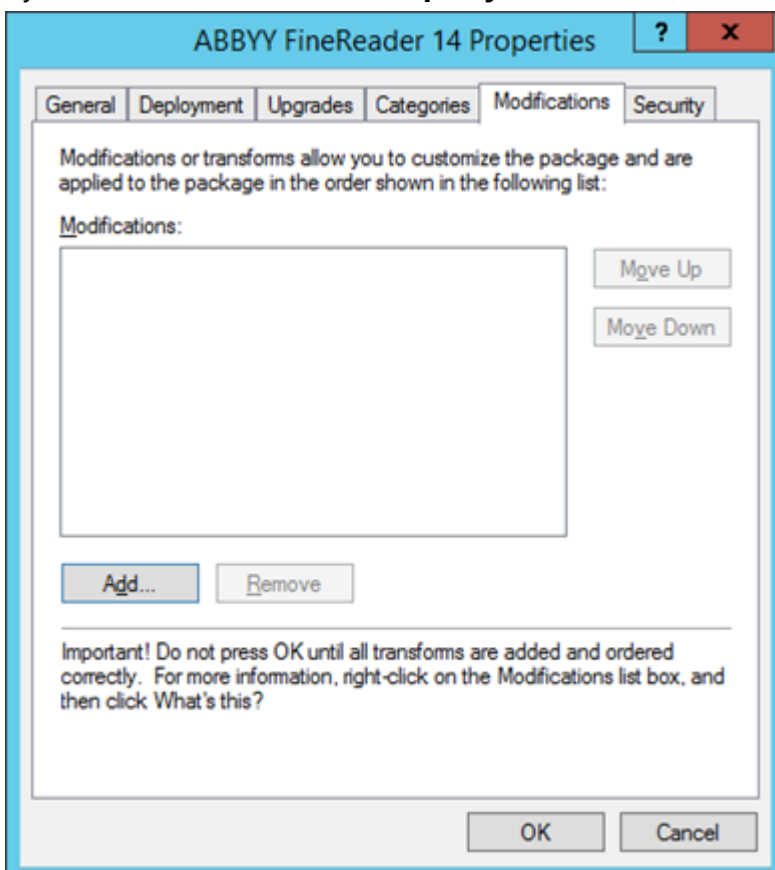 ABBYY FineReader 14 Properties
?
x
General
Deployment
Upgrades
Categories
Modifications
Security
Modifications or transforms allow you to customize the package and are
applied to the package in the order shown in the following list:
Modifications:
Move Up
Move Down
Add...
Remove
Important! Do not press OK until all transforms are added and ordered
correctly. For more information, right-click on the Modifications list box, and
then click What's this?
OK
Cancel